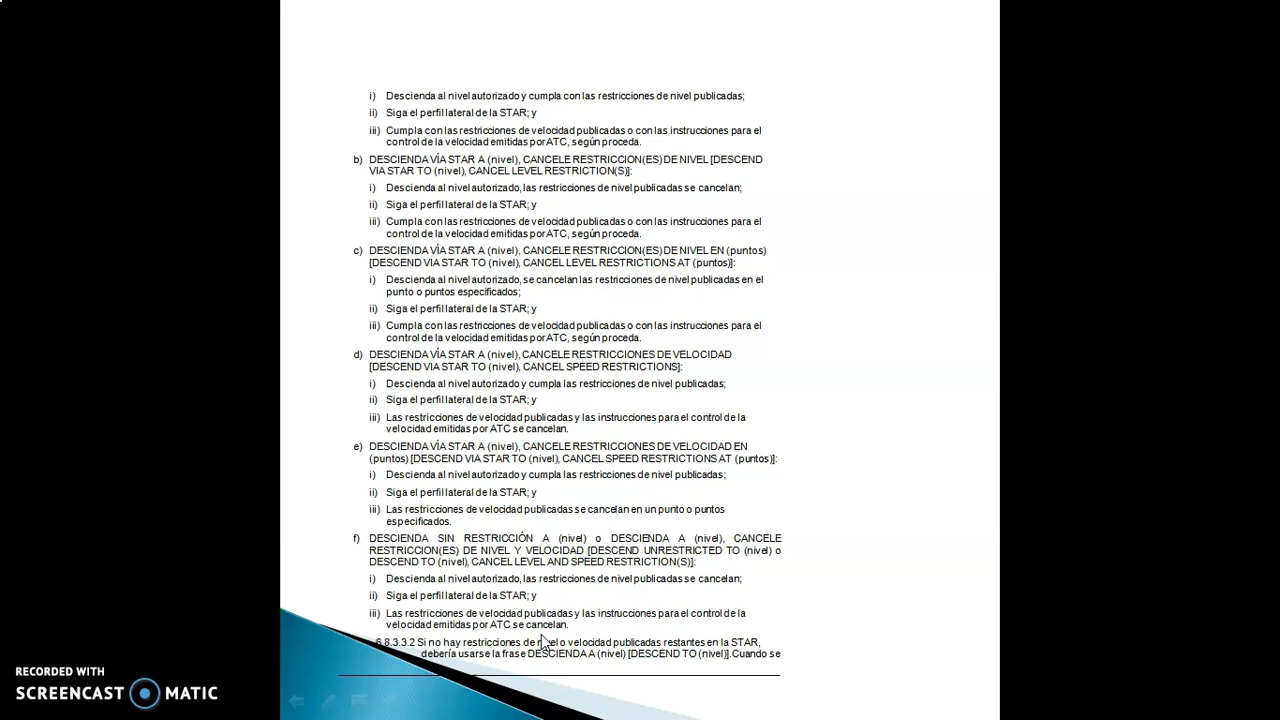 i) Descienda al nivel autorizado y cumpla con las restricciones de nivel publicadas;
ii) Siga el perfil lateral de la STAR; y
iii) Cumpla con las restricciones de velocidad publicadas o con las instrucciones para el
control de la velocidad emitidas por ATC, según proceda.
b) DESCIENDA VÍA STAR A (nivel), CANCELE RESTRICCION(ES) DE NIVEL [DESCEND
VIA STAR TO (nivel), CANCEL LEVEL RESTRICTION(S)]:
i) Descienda al nivel autorizado, las restricciones de nivel publicadas se cancelan;
ii) Siga el perfil lateral de la STAR; y
iii) Cumpla con las restricciones de velocidad publicadas o con las instrucciones para el
control de la velocidad emitidas por ATC, según proceda.
c) DESCIENDA VÍA STAR A (nivel), CANCELE RESTRICCION(ES) DE NIVEL EN (puntos)
[DESCEND VIA STAR TO (nivel), CANCEL LEVEL RESTRICTIONS AT (puntos)]:
i) Descienda al nivel autorizado, se cancelan las restricciones de nivel publicadas en el
punto o puntos especificados;
ii) Siga el perfil lateral de la STAR; y
iii) Cumpla con las restricciones de velocidad publicadas o con las instrucciones para el
control de la velocidad emitidas por ATC, según proceda.
d) DESCIENDA VÍA STAR A (nivel), CANCELE RESTRICCIONES DE VELOCIDAD
[DESCEND VIA STAR TO (nivel), CANCEL SPEED RESTRICTIONS]:
i) Descienda al nivel autorizado y cumpla las restricciones de nivel publicadas;
ii) Siga el perfil lateral de la STAR; y
iii) Las restricciones de velocidad publicadas y las instrucciones para el control de la
velocidad emitidas por ATC se cancelan.
e) DESCIENDA VÍA STAR A (nivel), CANCELE RESTRICCIONES DE VELOCIDAD EN
(puntos) [DESCEND VIA STAR TO (nivel), CANCEL SPEED RESTRICTIONS AT (puntos)]:
i) Descienda al nivel autorizado y cumpla las restricciones de nivel publicadas;
ii) Siga el perfil lateral de la STAR; y
iii) Las restricciones de velocidad publicadas se cancelan en un punto o puntos
especificados.
f) DESCIENDA SIN RESTRICCIÓN A (nivel) o DESCIENDA A (nivel), CANCELE
RESTRICCION(ES) DE NIVEL Y VELOCIDAD [DESCEND UNRESTRICTED TO (nivel) o
DESCEND TO (nivel), CANCEL LEVEL AND SPEED RESTRICTION(S)]:
i) Descienda al nivel autorizado, las restricciones de nivel publicadas se cancelan;
ii) Siga el perfil lateral de la STAR; y
iii) Las restricciones de velocidad publicadas y las instrucciones para el control de la
velocidad emitidas por ATC se cancelan.
6.8.3.3.2 Si no hay restricciones de nivel o velocidad publicadas restantes en la STAR,
debería usarse la frase DESCIENDA A (nivel) [DESCEND TO (nivel)]. Cuando se
RECORDED WITH
SCREENCAST MATIC